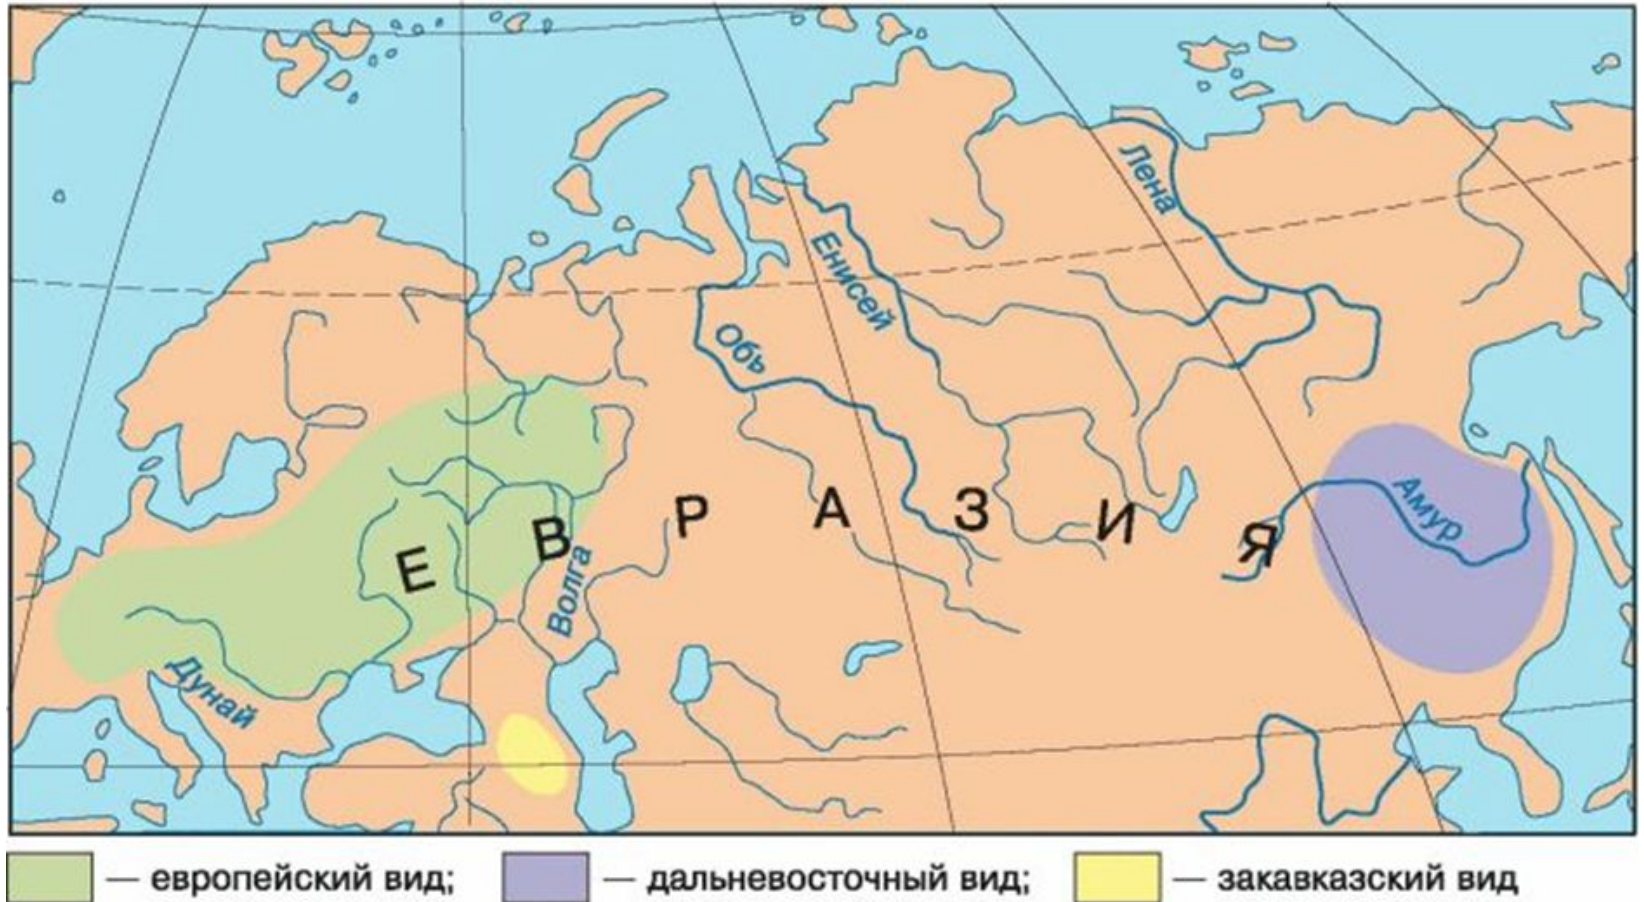 Лена
Енисей
Обь
Е В Р А З И Я
Амур
Волга
Дунай
— европейский вид; — дальневосточный вид; — закавказский вид